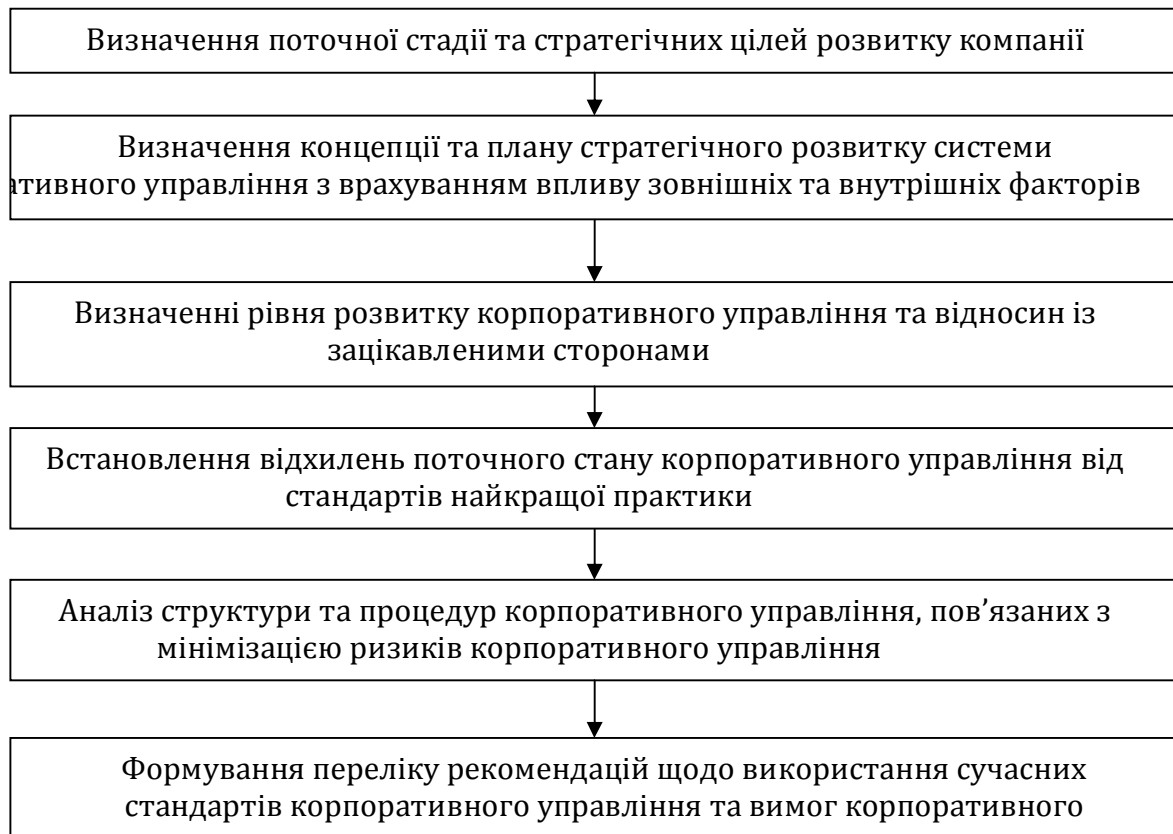 Визначення поточної стадії та стратегічних цілей розвитку компанії
Визначення концепції та плану стратегічного розвитку системи
ативного управління з врахуванням впливу зовнішніх та внутрішніх факторів
Визначенні рівня розвитку корпоративного управління та відносин із
зацікавленими сторонами
Встановлення відхилень поточного стану корпоративного управління від
стандартів найкращої практики
Аналіз структури та процедур корпоративного управління, пов’язаних з
мінімізацією ризиків корпоративного управління
Формування переліку рекомендацій щодо використання сучасних
стандартів корпоративного управління та вимог корпоративного